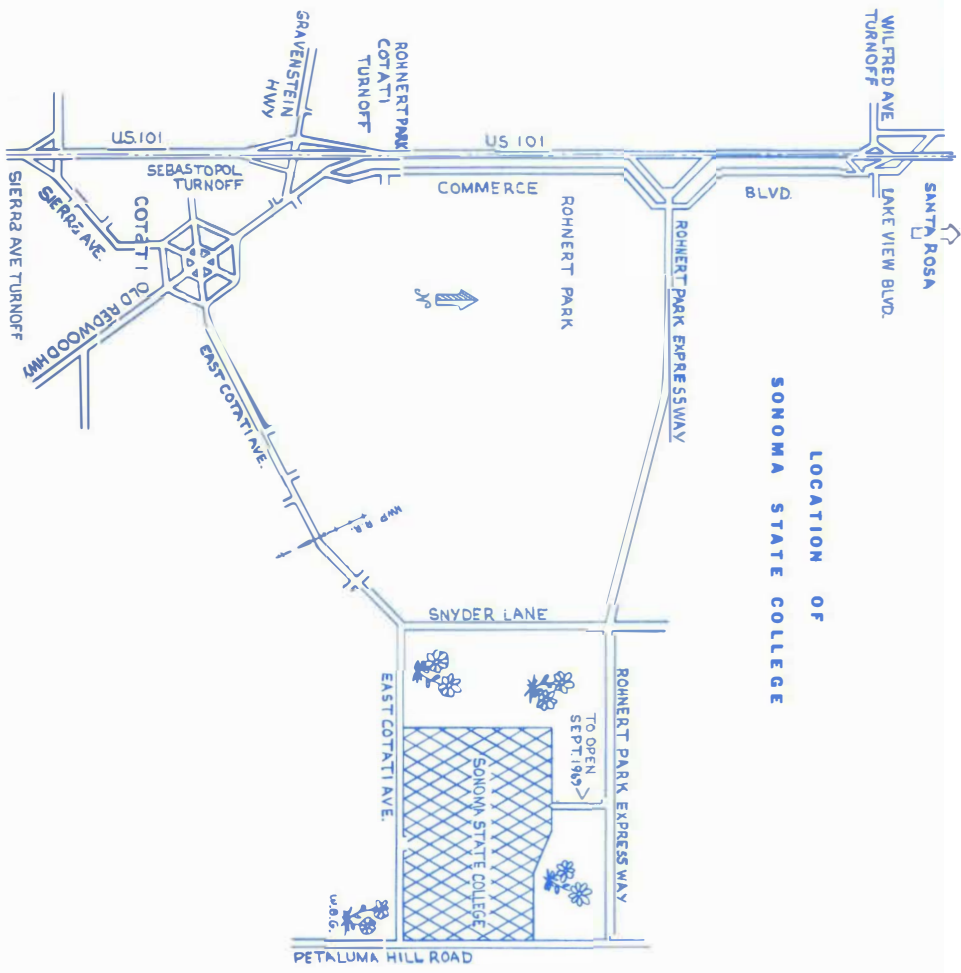 LOCATION OF
SONOMA STATE COLLEGE
SANTA ROSA
WILFRED AVE
TURNOFF
LAKE VIEW BLVD.
US 101
COMMERCE
BLVD.
ROHNERT PARK
COTATI
TURNOFF
GRAVENSTEIN
HWY
ROHNERT PARK
ROHNERT PARK EXPRESSWAY
N
U.S. 101
SEBASTOPOL
TURNOFF
SIERRA AVE.
SIERRA AVE TURNOFF
COTATI
OLD REDWOOD HWY
EAST COTATI AVE.
NWP R.R.
SNYDER LANE
ROHNERT PARK EXPRESSWAY
TO OPEN
SEPT. 1969
SONOMA STATE COLLEGE
EAST COTATI AVE.
W.B.G.
PETALUMA HILL ROAD